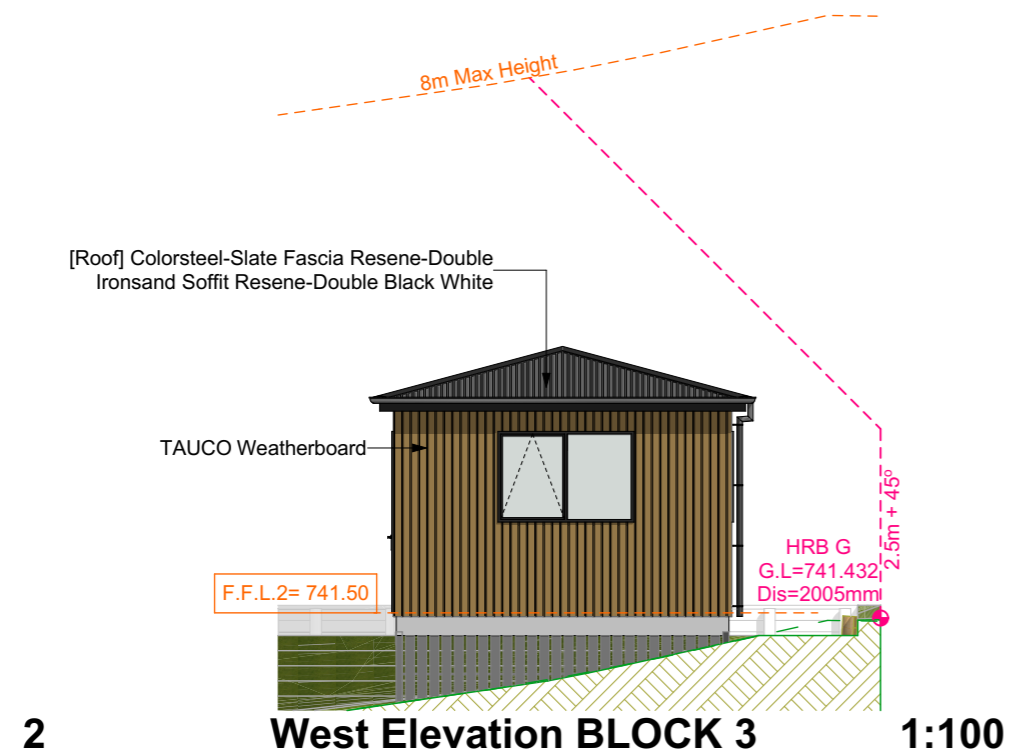 8m Max Height
[Roof] Colorsteel-Slate Fascia Resene-Double
Ironsand Soffit Resene-Double Black White
TAUCO Weatherboard
2.5m + 45º
HRB G
G.L=741.432
Dis=2005mm
F.F.L.2= 741.50
2 West Elevation BLOCK 3 1:100